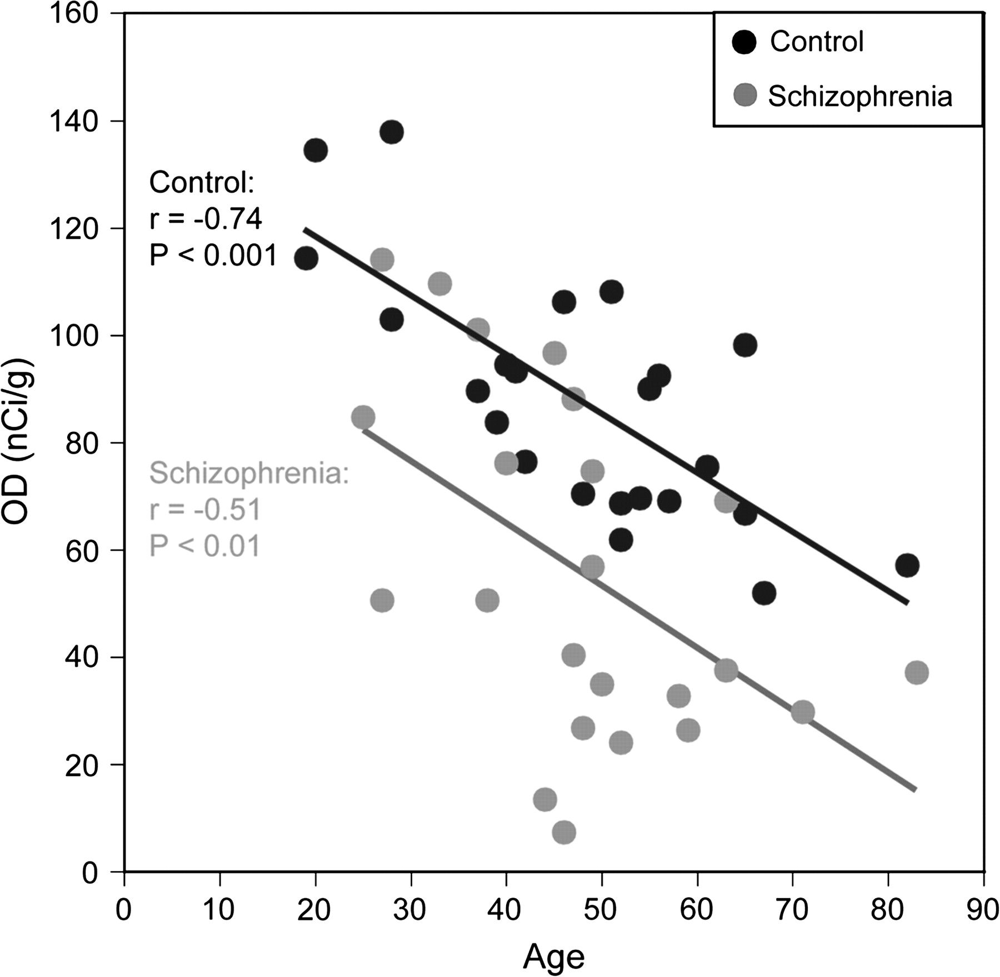 160
140
120
100
80
60
40
20
0
OD (nCi/g)
Control
Schizophrenia
Control:
r = -0.74
P < 0.001
Schizophrenia:
r = -0.51
P < 0.01
0 10 20 30 40 50 60 70 80 90
Age